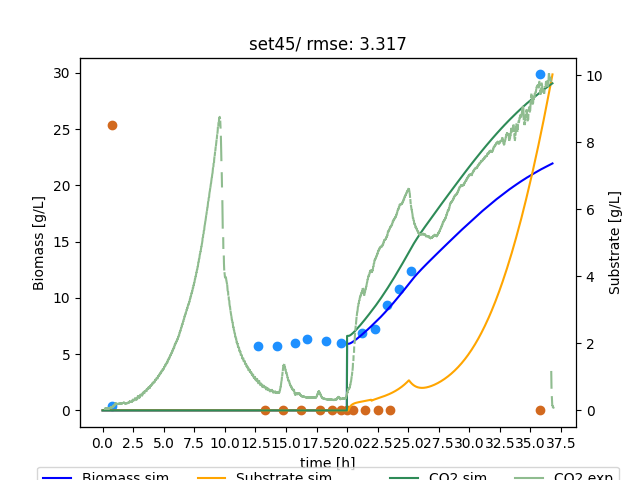 set45/ rmse: 3.317
Biomass [g/L]
30
25
20
15
10
5
0
10
8
6
4
2
0
Substrate [g/L]
0.0 2.5 5.0 7.5 10.0 12.5 15.0 17.5 20.0 22.5 25.0 27.5 30.0 32.5 35.0 37.5
time [h]
Biomass sim Substrate sim CO2 sim CO2 exp